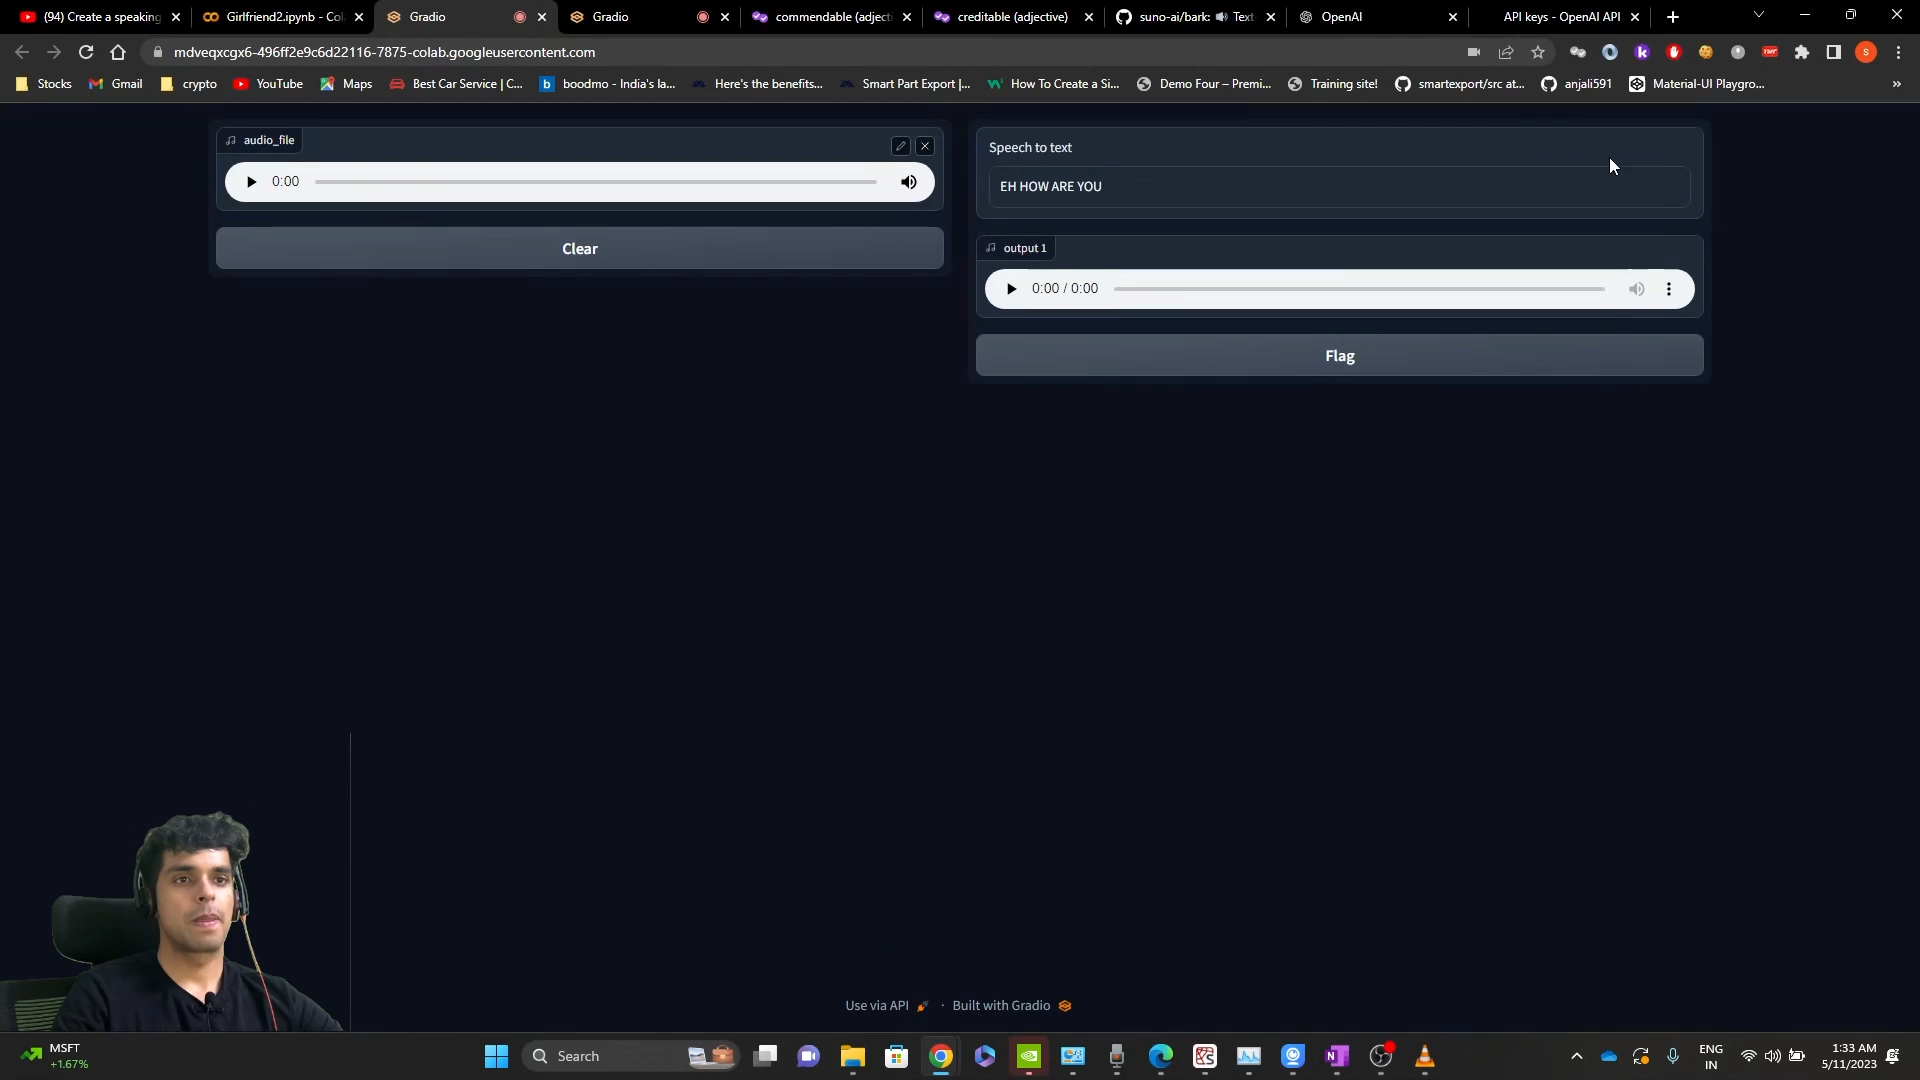 (94) Create a speaking
Girlfriend2.ipynb - Col
Gradio
Gradio
commendable (adjecti
creditable (adjective)
suno-ai/bark: 🔊 Text-
OpenAI
API keys - OpenAI API
mdveqxcgx6-496ff2e9c6d22116-7875-colab.googleusercontent.com
S
Stocks
Gmail
crypto
YouTube
Maps
Best Car Service | C...
boodmo - India's la...
Here's the benefits...
Smart Part Export |...
How To Create a Si...
Demo Four – Premi...
Training site!
smartexport/src at...
anjali591
Material-UI Playgro...
»
audio_file
0:00
Clear
Speech to text
EH HOW ARE YOU
output 1
0:00 / 0:00
Flag
Use via API 🚀 · Built with Gradio
MSFT
+1.67%
Search
ENG
IN
1:33 AM
5/11/2023